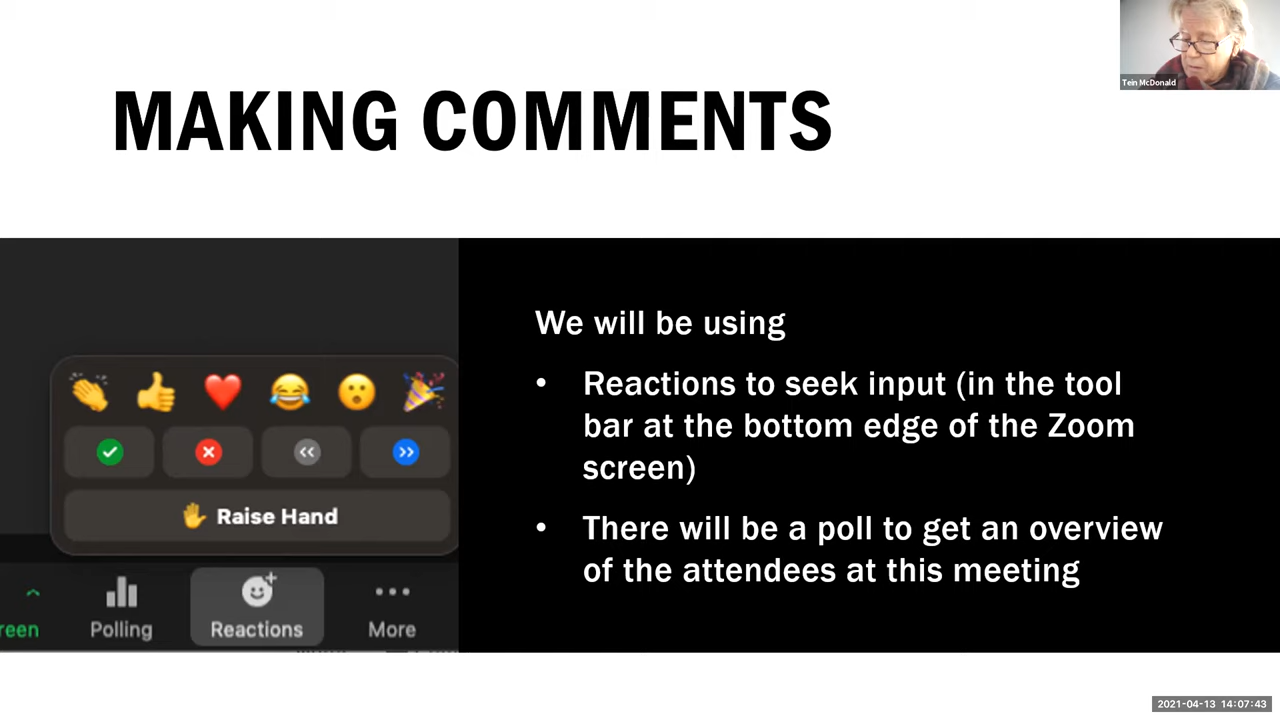 Tein McDonald
MAKING COMMENTS
We will be using
• Reactions to seek input (in the tool
bar at the bottom edge of the Zoom
screen)
• There will be a poll to get an overview
of the attendees at this meeting
Raise Hand
reen
Polling
Reactions
More
2021-04-13 14:07:43